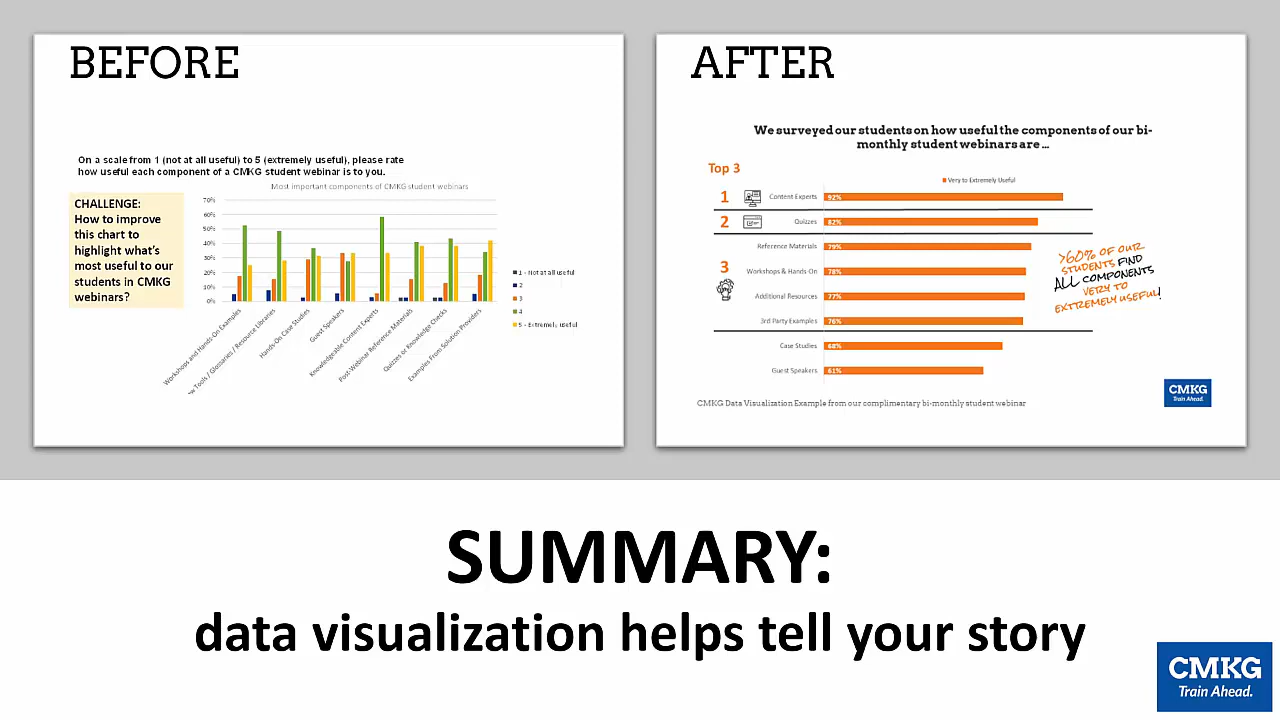 BEFORE
On a scale from 1 (not at all useful) to 5 (extremely useful), please rate
how useful each component of a CMKG student webinar is to you.
Most important components of CMKG student webinars
CHALLENGE:
How to improve
this chart to
highlight what's
most useful to our
students in CMKG
webinars?
70%
60%
50%
40%
30%
20%
10%
0%
Workshops and Hands-On Examples
Tools / Glossaries / Resource Libraries
Hands-On Case Studies
Guest Speakers
Knowledgeable Content Experts
Post-Webinar Reference Materials
Quizzes or Knowledge Checks
Examples From Solution Providers
1 - Not at all useful
2
3
4
5 - Extremely useful
AFTER
We surveyed our students on how useful the components of our bi-
monthly student webinars are ...
Top 3
Very to Extremely Useful
1 Content Experts 92%
2 Quizzes 82%
Reference Materials 79%
3 Workshops & Hands-On 78%
Additional Resources 77%
3rd Party Examples 76%
Case Studies 68%
Guest Speakers 61%
>60% OF OUR
STUDENTS FIND
ALL COMPONENTS
VERY TO
EXTREMELY USEFUL!
CMKG
Train Ahead.
CMKG Data Visualization Example from our complimentary bi-monthly student webinar
SUMMARY:
data visualization helps tell your story
CMKG
Train Ahead.